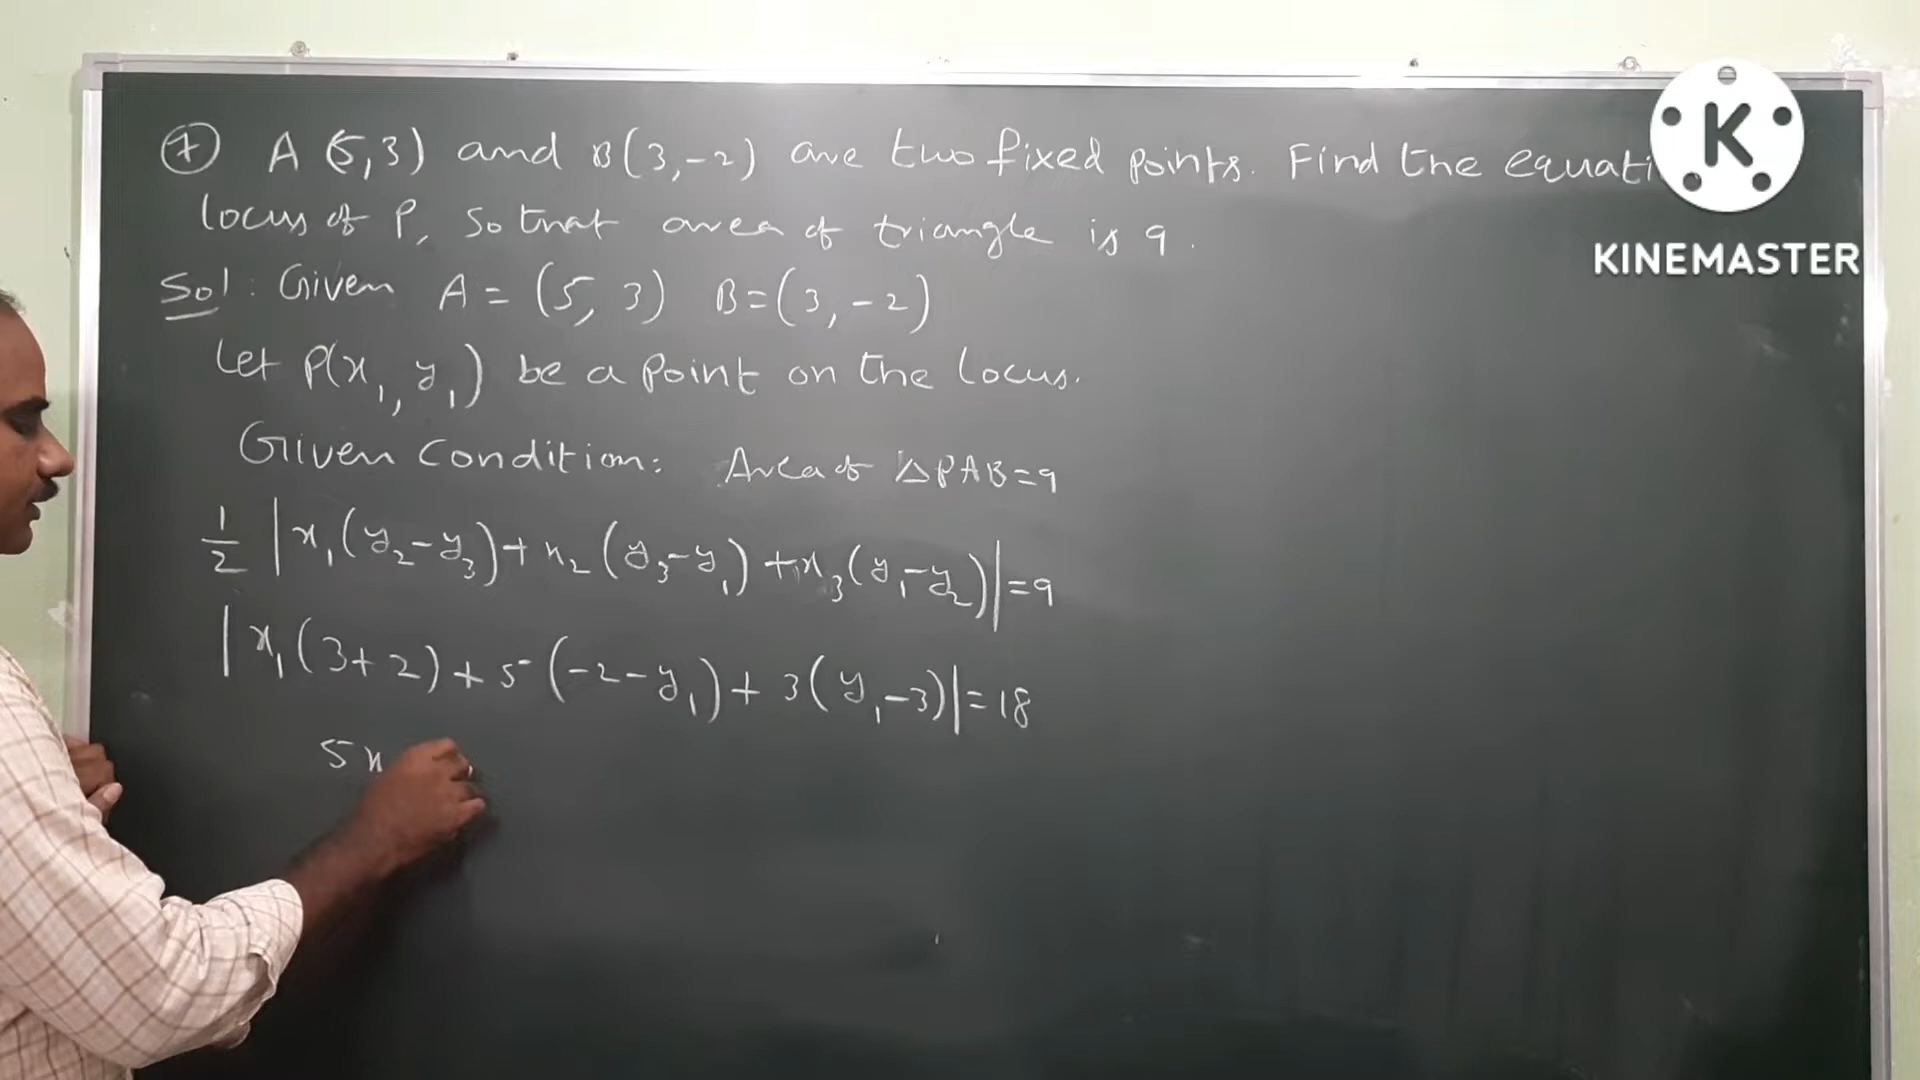 7 A (5,3) and B(3,-2) are two fixed points. Find the equati
locus of P, so that area of triangle is 9.
Sol: Given A = (5, 3) B=(3, -2)
Let P(x₁, y₁) be a point on the locus.
Given Condition: Area of △PAB=9
1/2 |x₁(y₂-y₃)+x₂(y₃-y₁)+x₃(y₁-y₂)|=9
|x₁(3+2)+5(-2-y₁)+3(y₁-3)|=18
5x
K
KINEMASTER